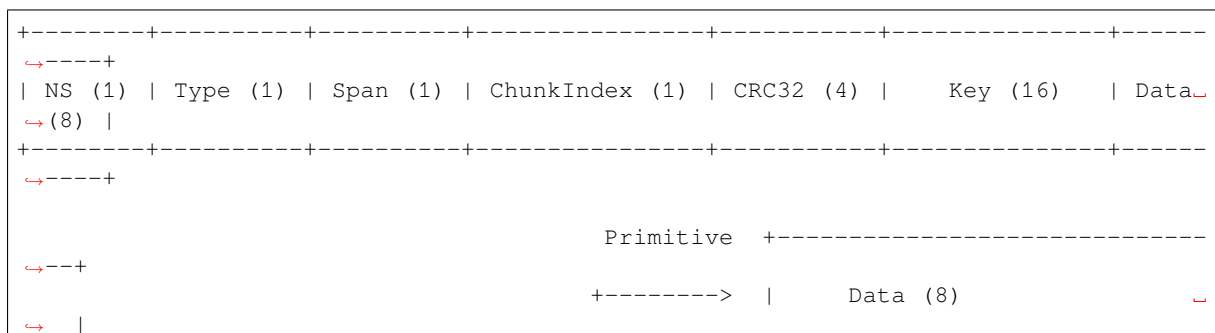 +--------+----------+----------+----------------+-----------+---------------+------
↪----+
| NS (1) | Type (1) | Span (1) | ChunkIndex (1) | CRC32 (4) |    Key (16)   | Data␣
↪(8) |
+--------+----------+----------+----------------+-----------+---------------+------
↪----+
                                         Primitive  +------------------------------
↪--+
                                        +-------->  |     Data (8)                 ␣
↪  |